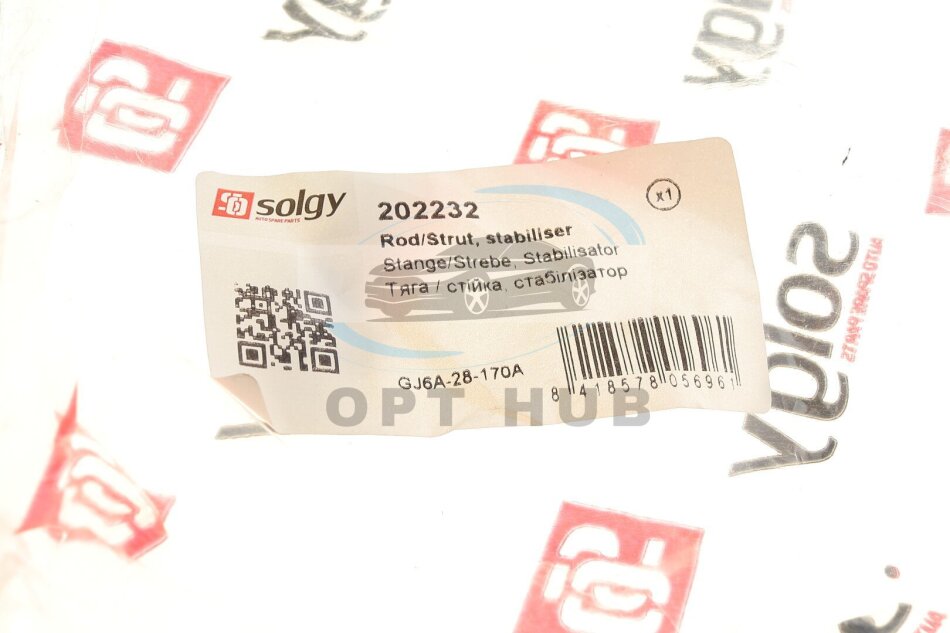 solgy
AUTO SPARE PARTS
202232
x1
Rod/Strut, stabiliser
Stange/Strebe, Stabilisator
Тяга / стійка, стабілізатор
GJ6A-28-170A
8 418578 056961
OPT HUB
solgy
AUTO SPARE PARTS
solgy